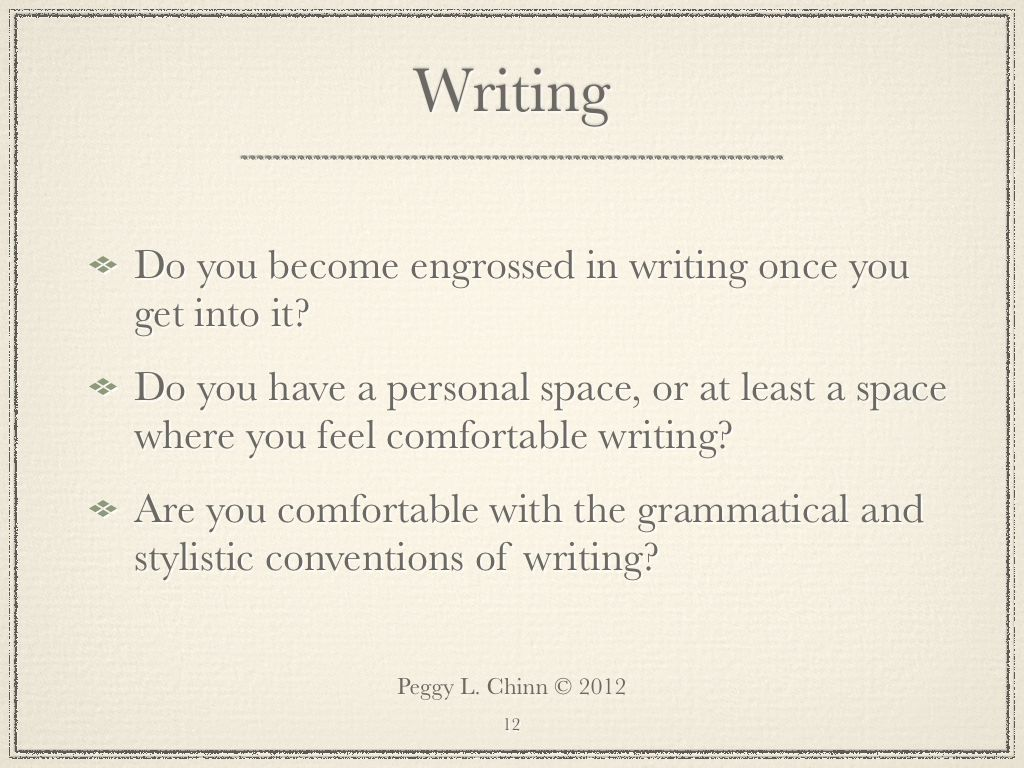 Writing
Do you become engrossed in writing once you
get into it?
Do you have a personal space, or at least a space
where you feel comfortable writing?
Are you comfortable with the grammatical and
stylistic conventions of writing?
Peggy L. Chinn © 2012
12